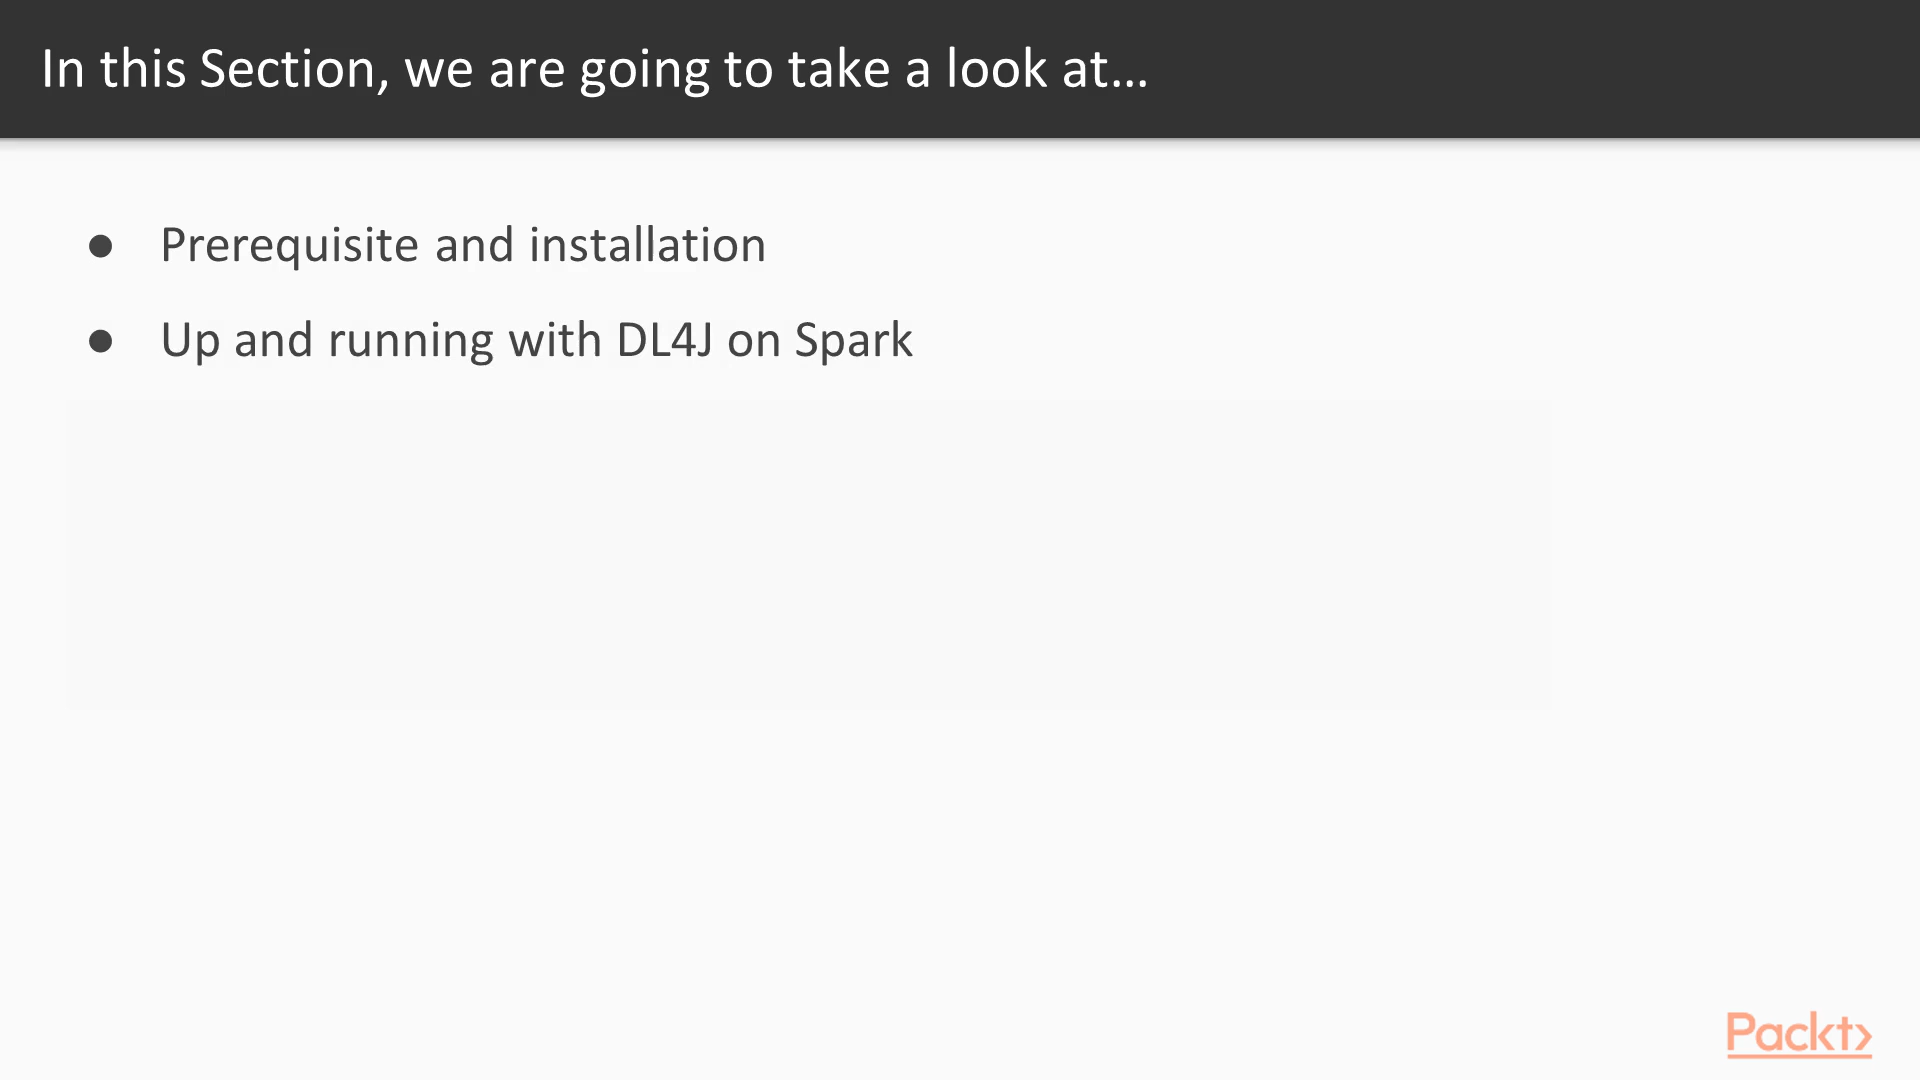 In this Section, we are going to take a look at...
● Prerequisite and installation
● Up and running with DL4J on Spark
Packt>